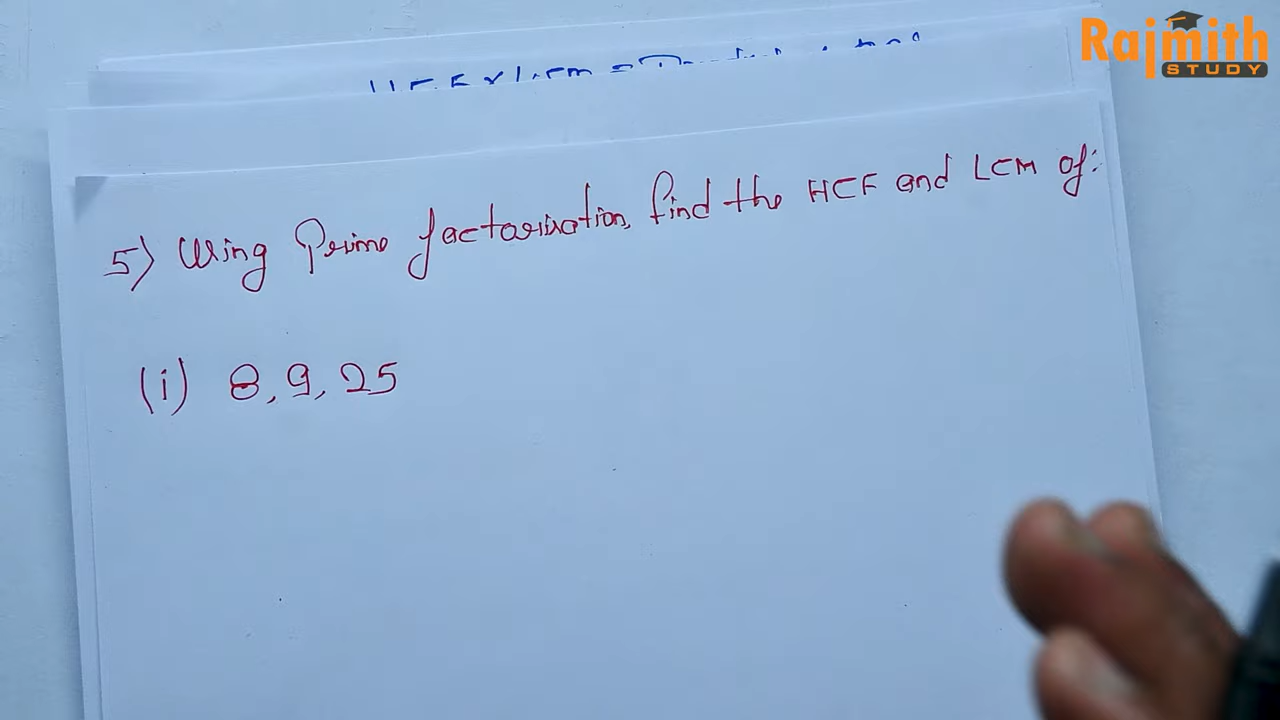 Rajmith
STUDY
5) Using Prime factorisation, find the HCF and LCM of:
(i) 8, 9, 25